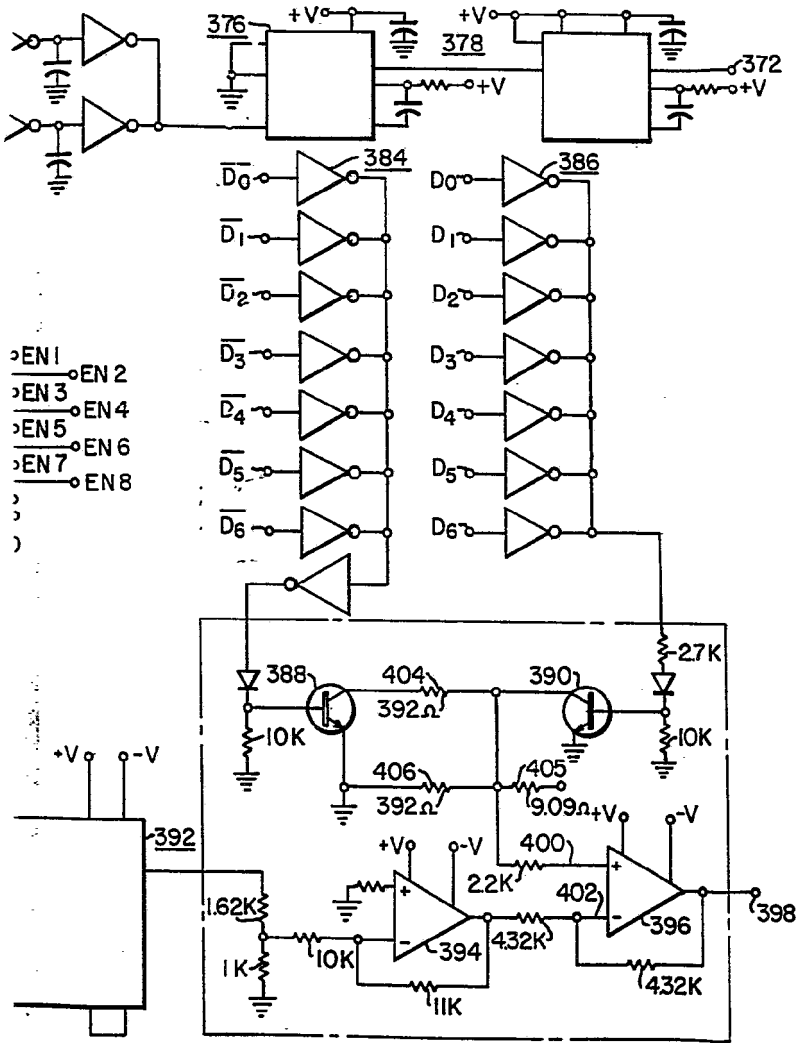 376 +V 378 +V 372
+V +V
384 386
D̅0 D0
D̅1 D1
D̅2 D2
D̅3 D3
D̅4 D4
D̅5 D5
D̅6 D6
EN1
EN2
EN3
EN4
EN5
EN6
EN7
EN8
2.7K
388 404 390
392Ω
10K 10K
+V -V
406 405
392Ω 9.09Ω
392
+V -V
+V -V
400
2.2K
402
1.62K
394 4.32K 396 398
10K
1K
11K
4.32K